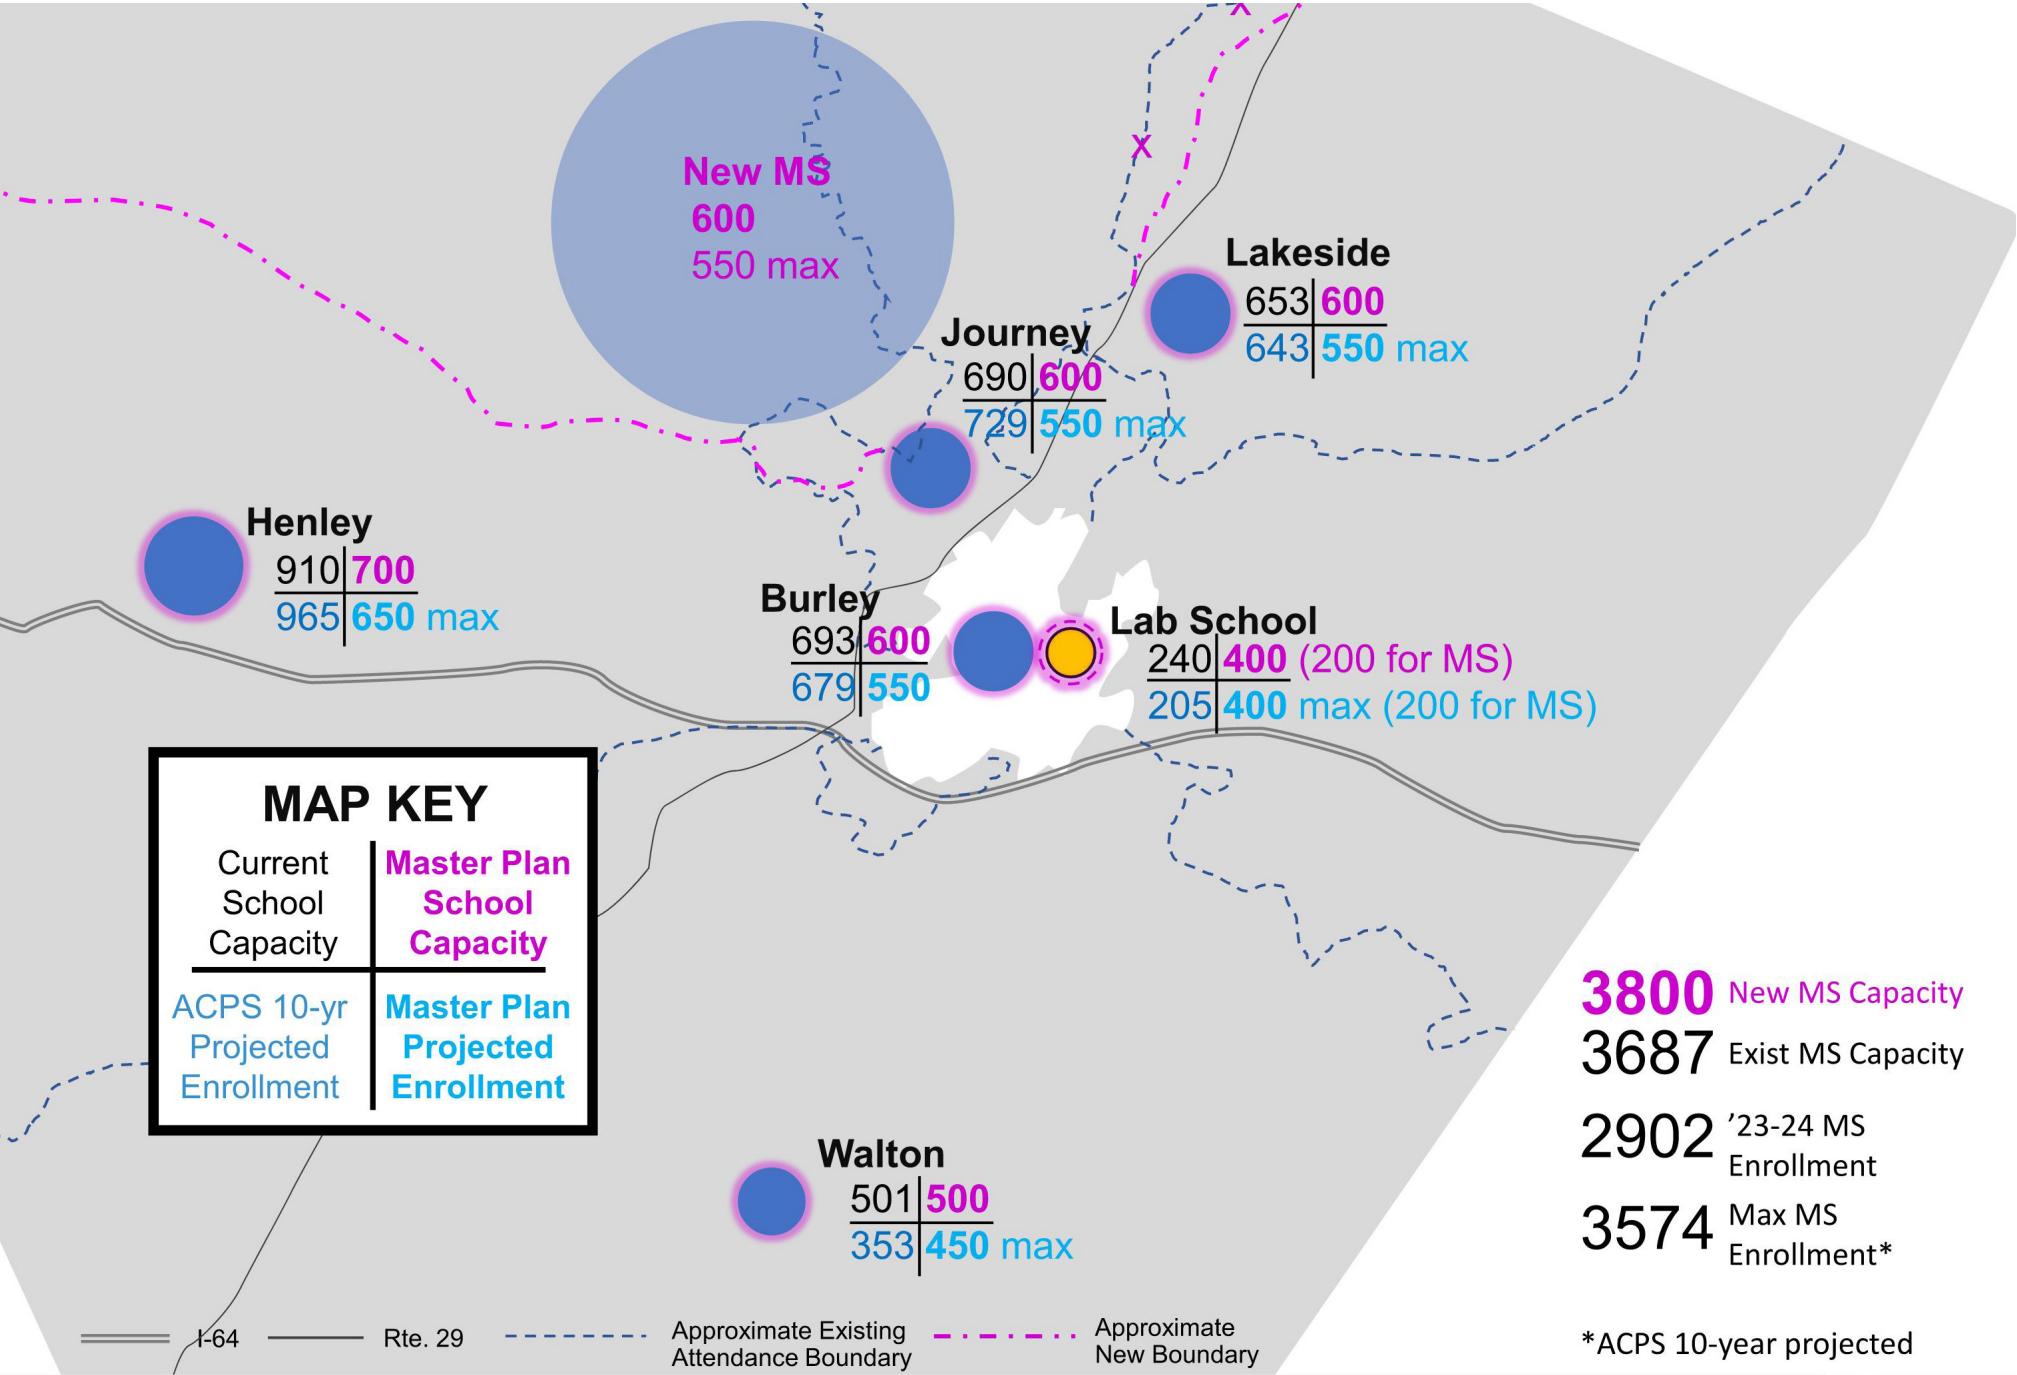 X
X
New MS
600
550 max
Lakeside
653 600
643 550 max
Journey
690 600
729 550 max
Henley
910 700
965 650 max
Burley
693 600
679 550
Lab School
240 400 (200 for MS)
205 400 max (200 for MS)
MAP KEY
Current
School
Capacity
Master Plan
School
Capacity
ACPS 10-yr
Projected
Enrollment
Master Plan
Projected
Enrollment
Walton
501 500
353 450 max
3800 New MS Capacity
3687 Exist MS Capacity
2902 ’23-24 MS
Enrollment
3574 Max MS
Enrollment*
*ACPS 10-year projected
I-64
Rte. 29
Approximate Existing
Attendance Boundary
Approximate
New Boundary